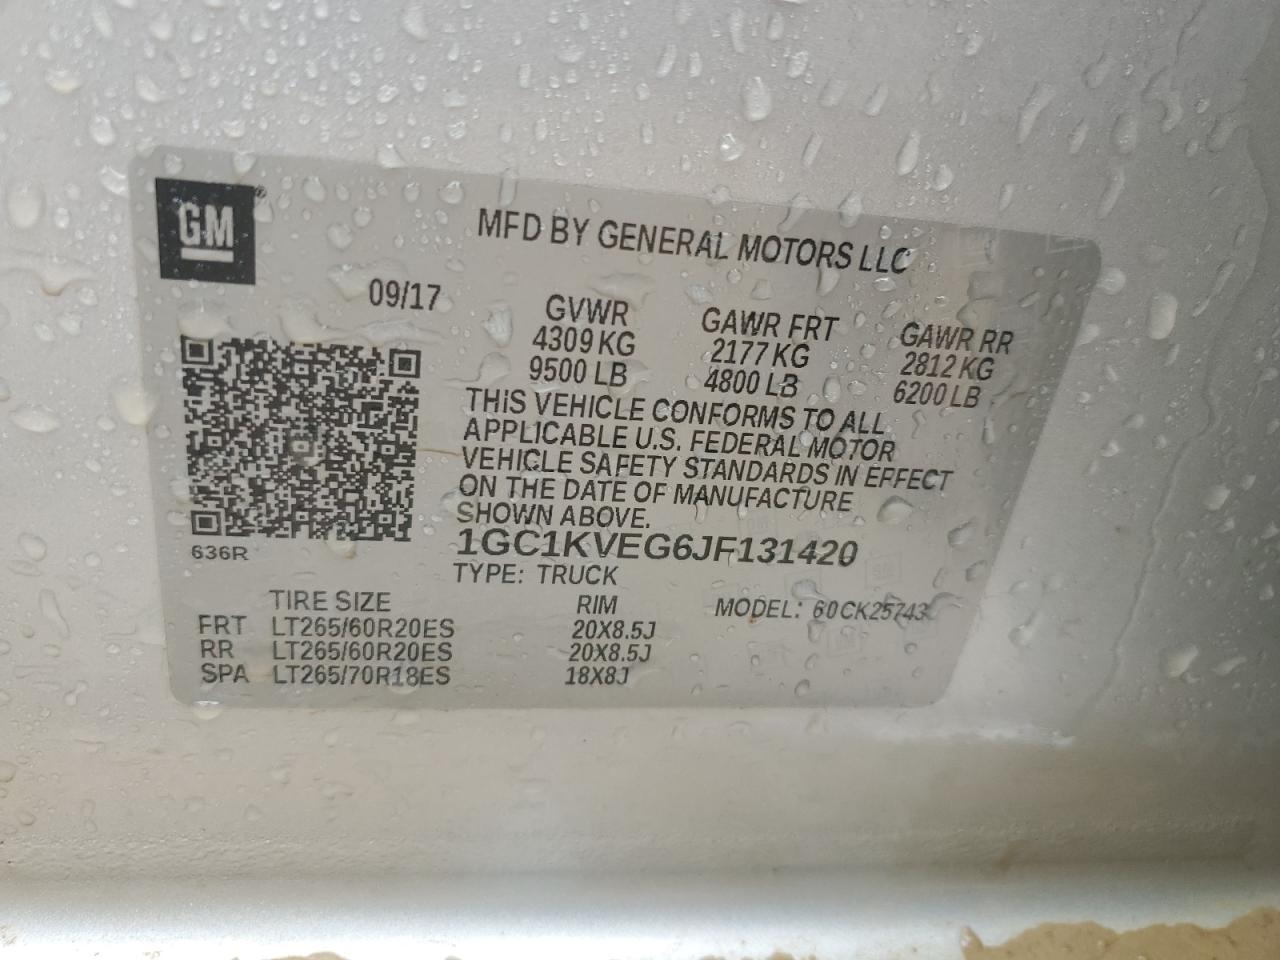 GM®
MFD BY GENERAL MOTORS LLC
09/17
GVWR GAWR FRT GAWR RR
4309 KG 2177 KG 2812 KG
9500 LB 4800 LB 6200 LB
THIS VEHICLE CONFORMS TO ALL
APPLICABLE U.S. FEDERAL MOTOR
VEHICLE SAFETY STANDARDS IN EFFECT
ON THE DATE OF MANUFACTURE
SHOWN ABOVE.
636R
1GC1KVEG6JF131420
TYPE: TRUCK
TIRE SIZE RIM MODEL: 60CK25743
FRT LT265/60R20ES 20X8.5J
RR LT265/60R20ES 20X8.5J
SPA LT265/70R18ES 18X8J